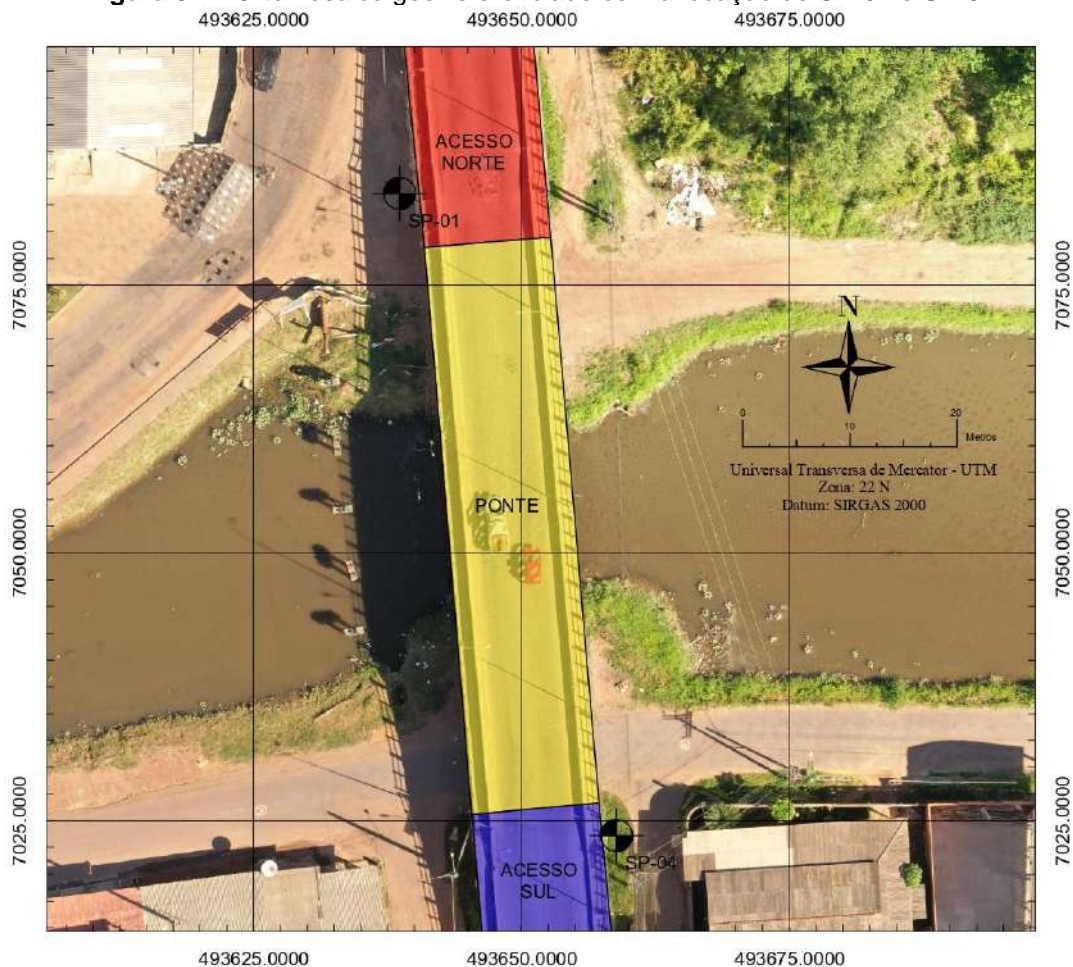 493625.0000 493650.0000 493675.0000
ACESSO
NORTE
SP-01
7075.0000
7075.0000
N
0 20
10
Metros
Universal Transversa de Mercator - UTM
Zona: 22 N
Datum: SIRGAS 2000
PONTE
7050.0000
7050.0000
7025.0000
7025.0000
SP-04
ACESSO
SUL
493625.0000 493650.0000 493675.0000